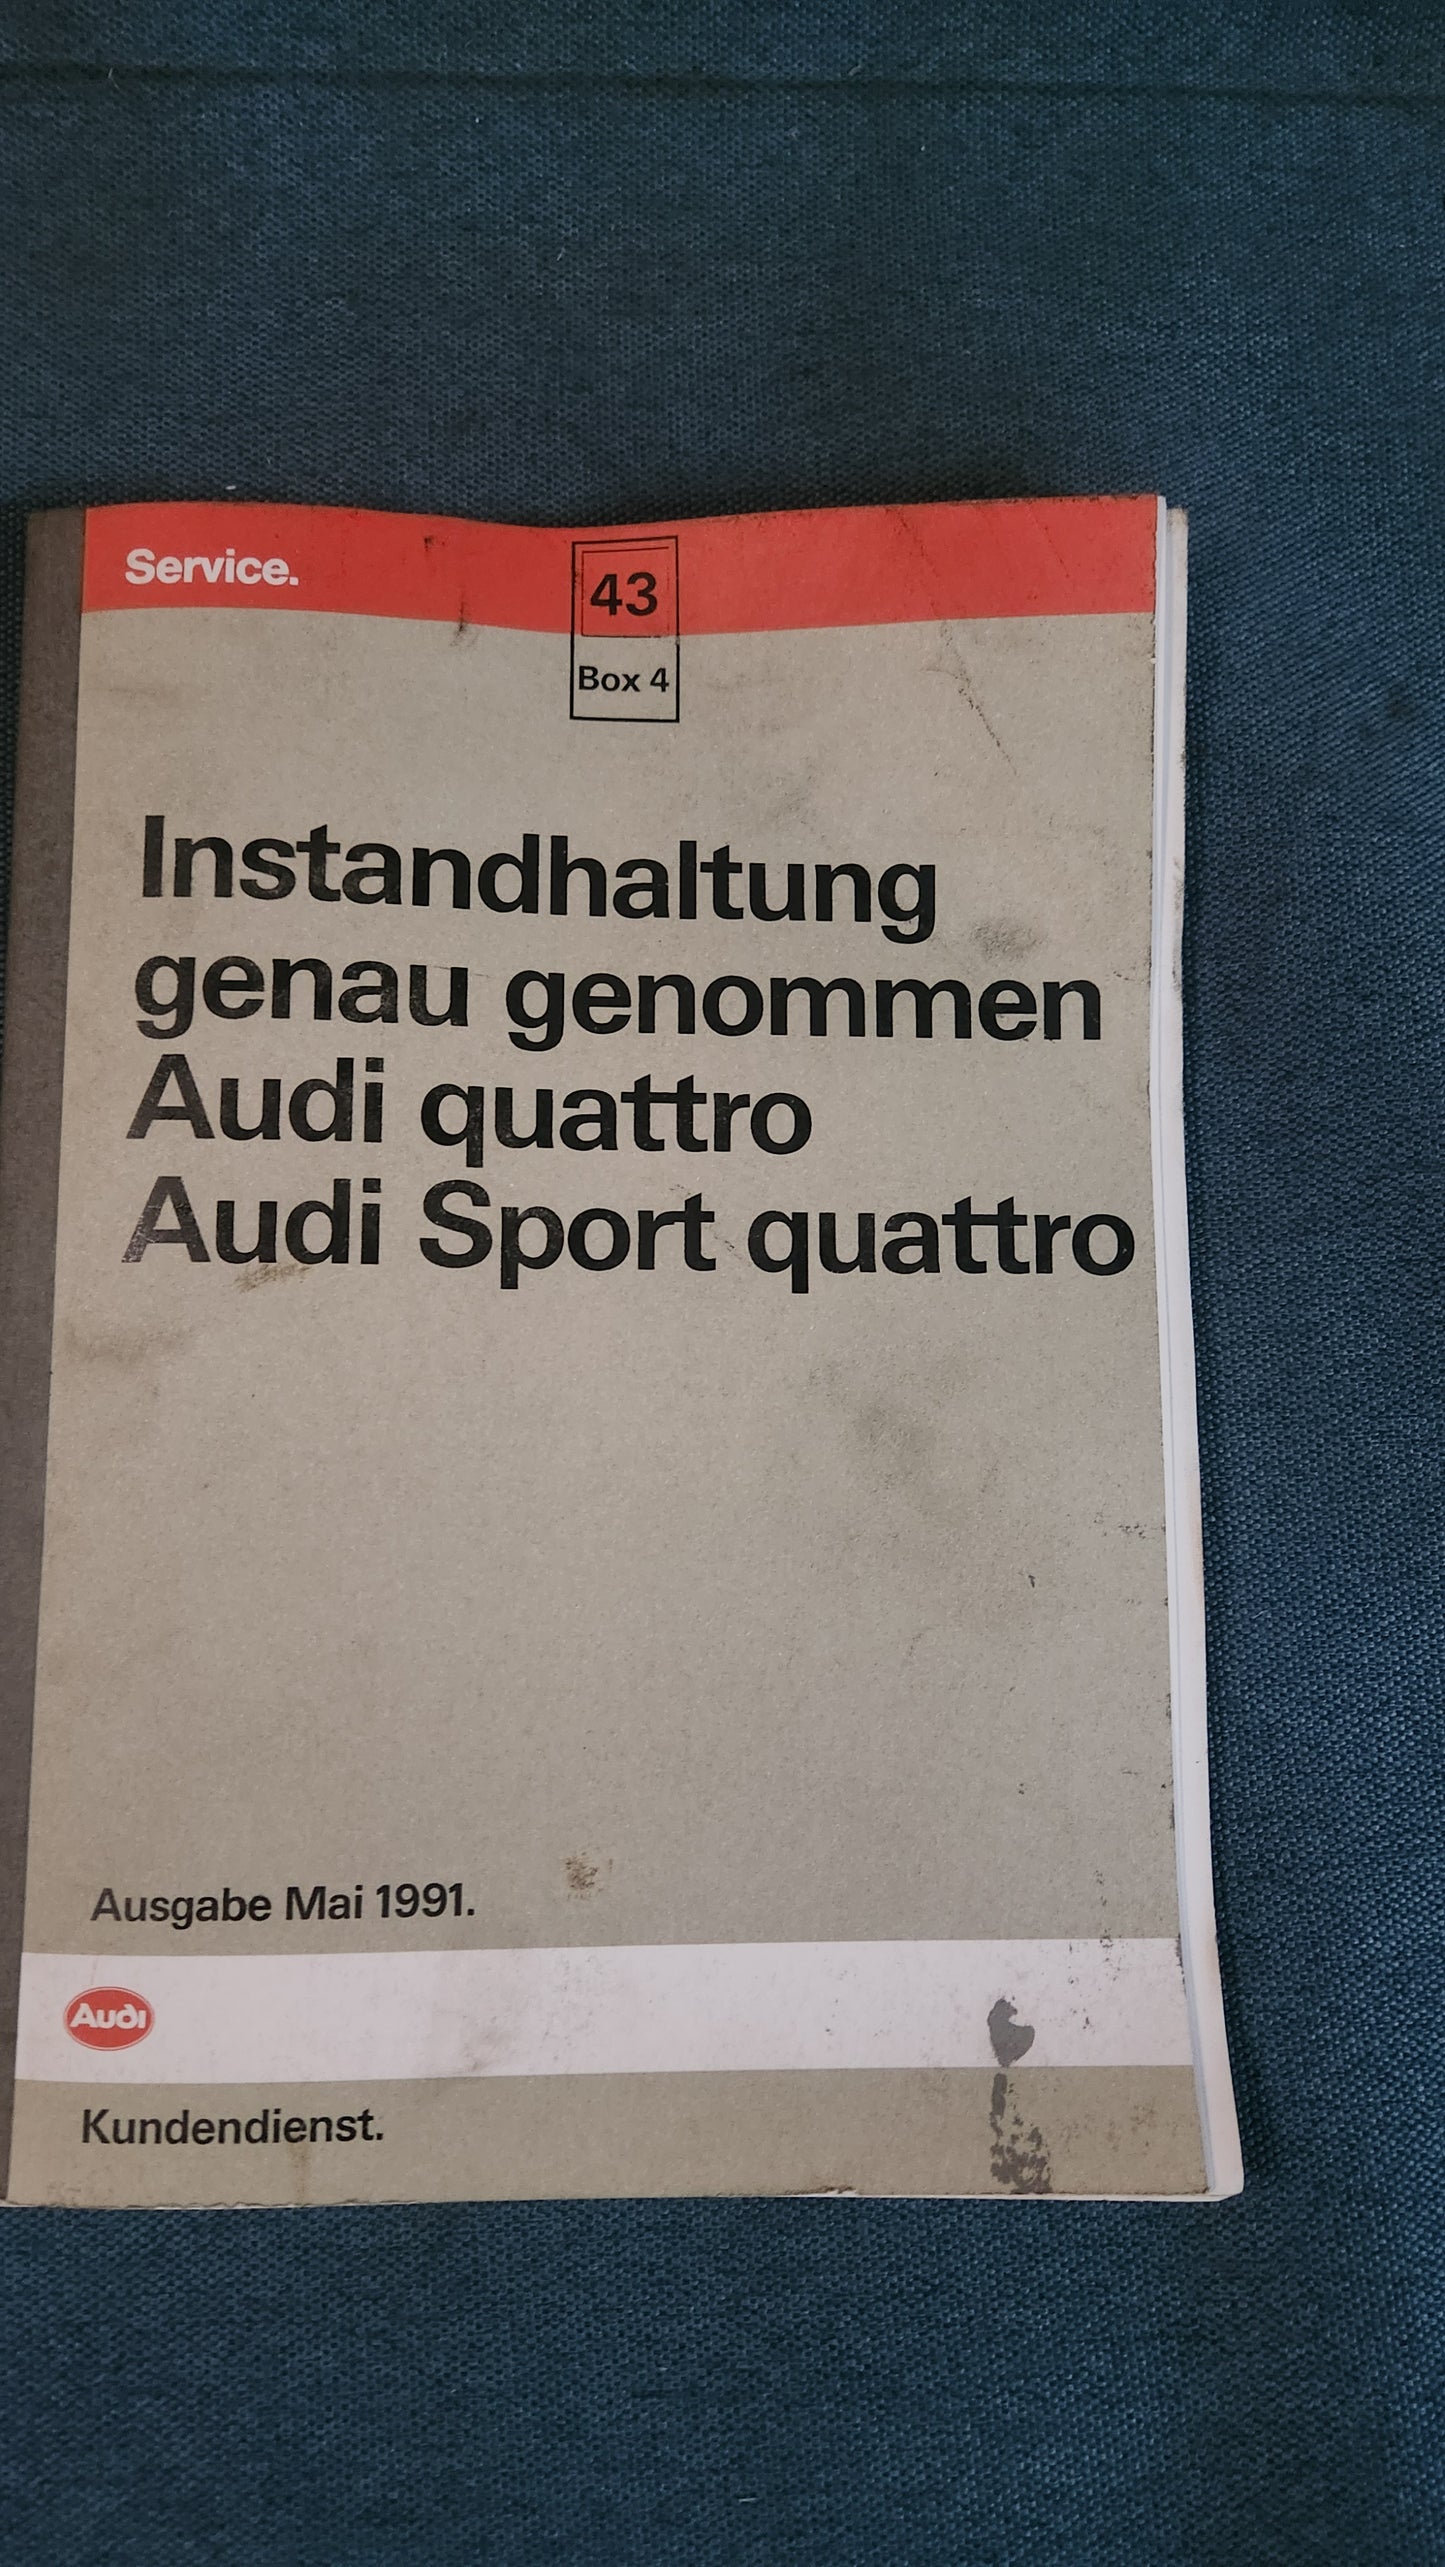 Service.
43
Box 4
Instandhaltung
genau genommen
Audi quattro
Audi Sport quattro
Ausgabe Mai 1991.
Audi
Kundendienst.